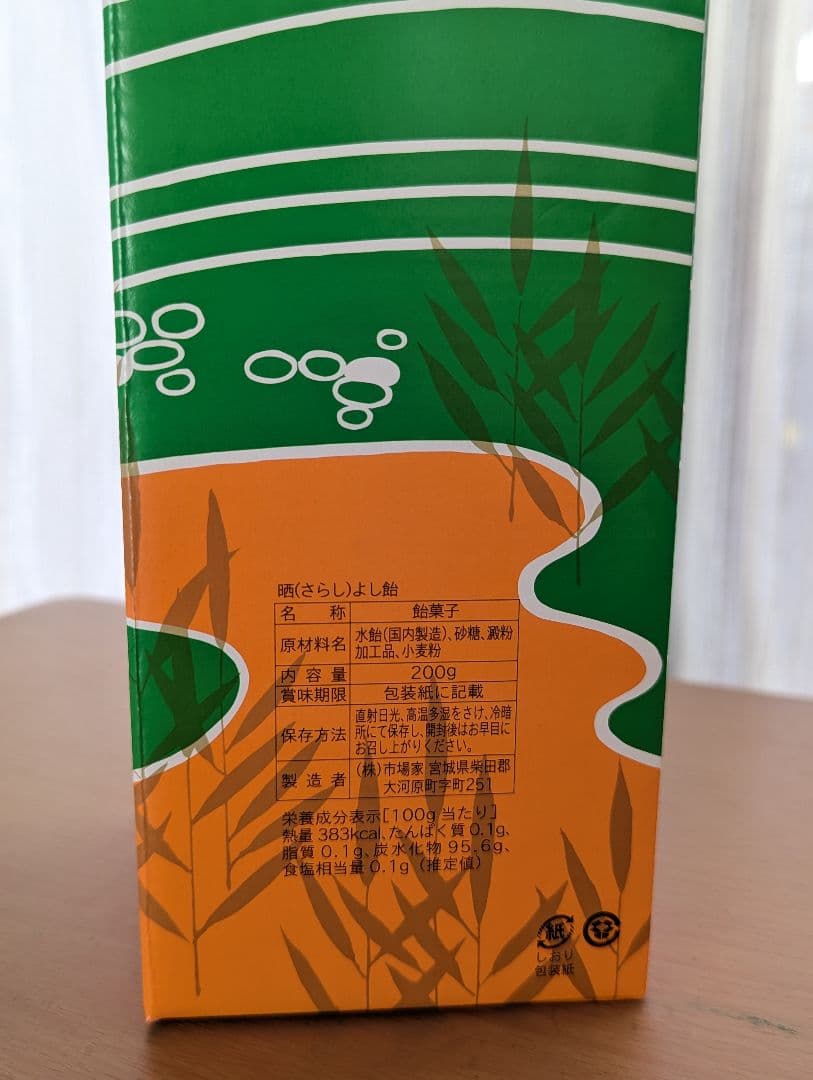 晒(さらし)よし飴
名 称 飴菓子
原材料名 水飴(国内製造)、砂糖、澱粉
加工品、小麦粉
内容量 200g
賞味期限 包装紙に記載
保存方法 直射日光、高温多湿をさけ、冷暗
所にて保存し、開封後はお早目に
お召し上がりください。
製造者 (株)市場家 宮城県柴田郡
大河原町字町251
栄養成分表示[100g当たり]
熱量 383kcal、たんぱく質 0.1g、
脂質 0.1g、炭水化物 95.6g、
食塩相当量 0.1g (推定値)
紙
しおり
包装紙